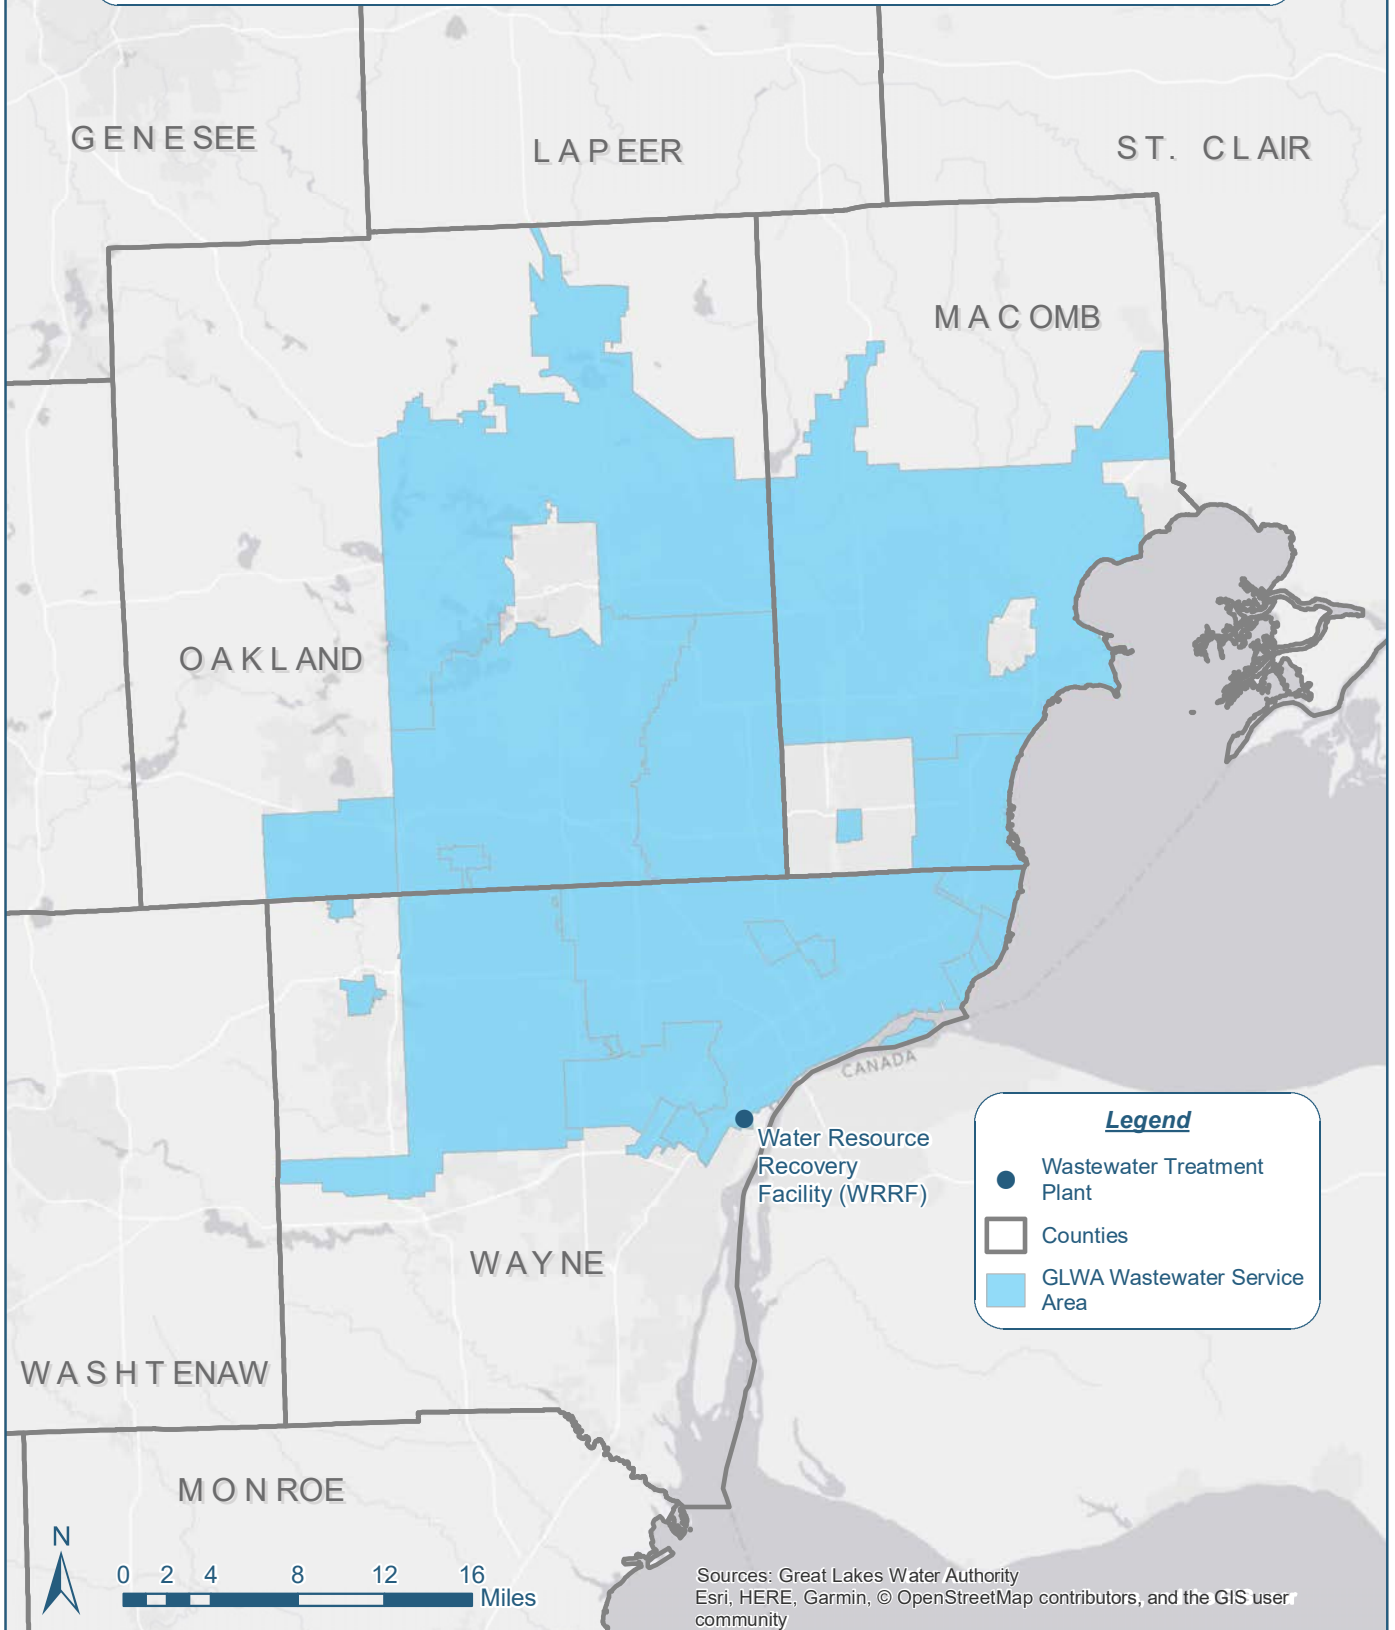 GENESEE
LAPEER
ST. CLAIR
MACOMB
OAKLAND
CANADA
Water Resource
Recovery
Facility (WRRF)
Legend
Wastewater Treatment
Plant
Counties
GLWA Wastewater Service
Area
WAYNE
WASHTENAW
MONROE
N
0 2 4 8 12 16
Miles
Sources: Great Lakes Water Authority
Esri, HERE, Garmin, © OpenStreetMap contributors, and the GIS user
community